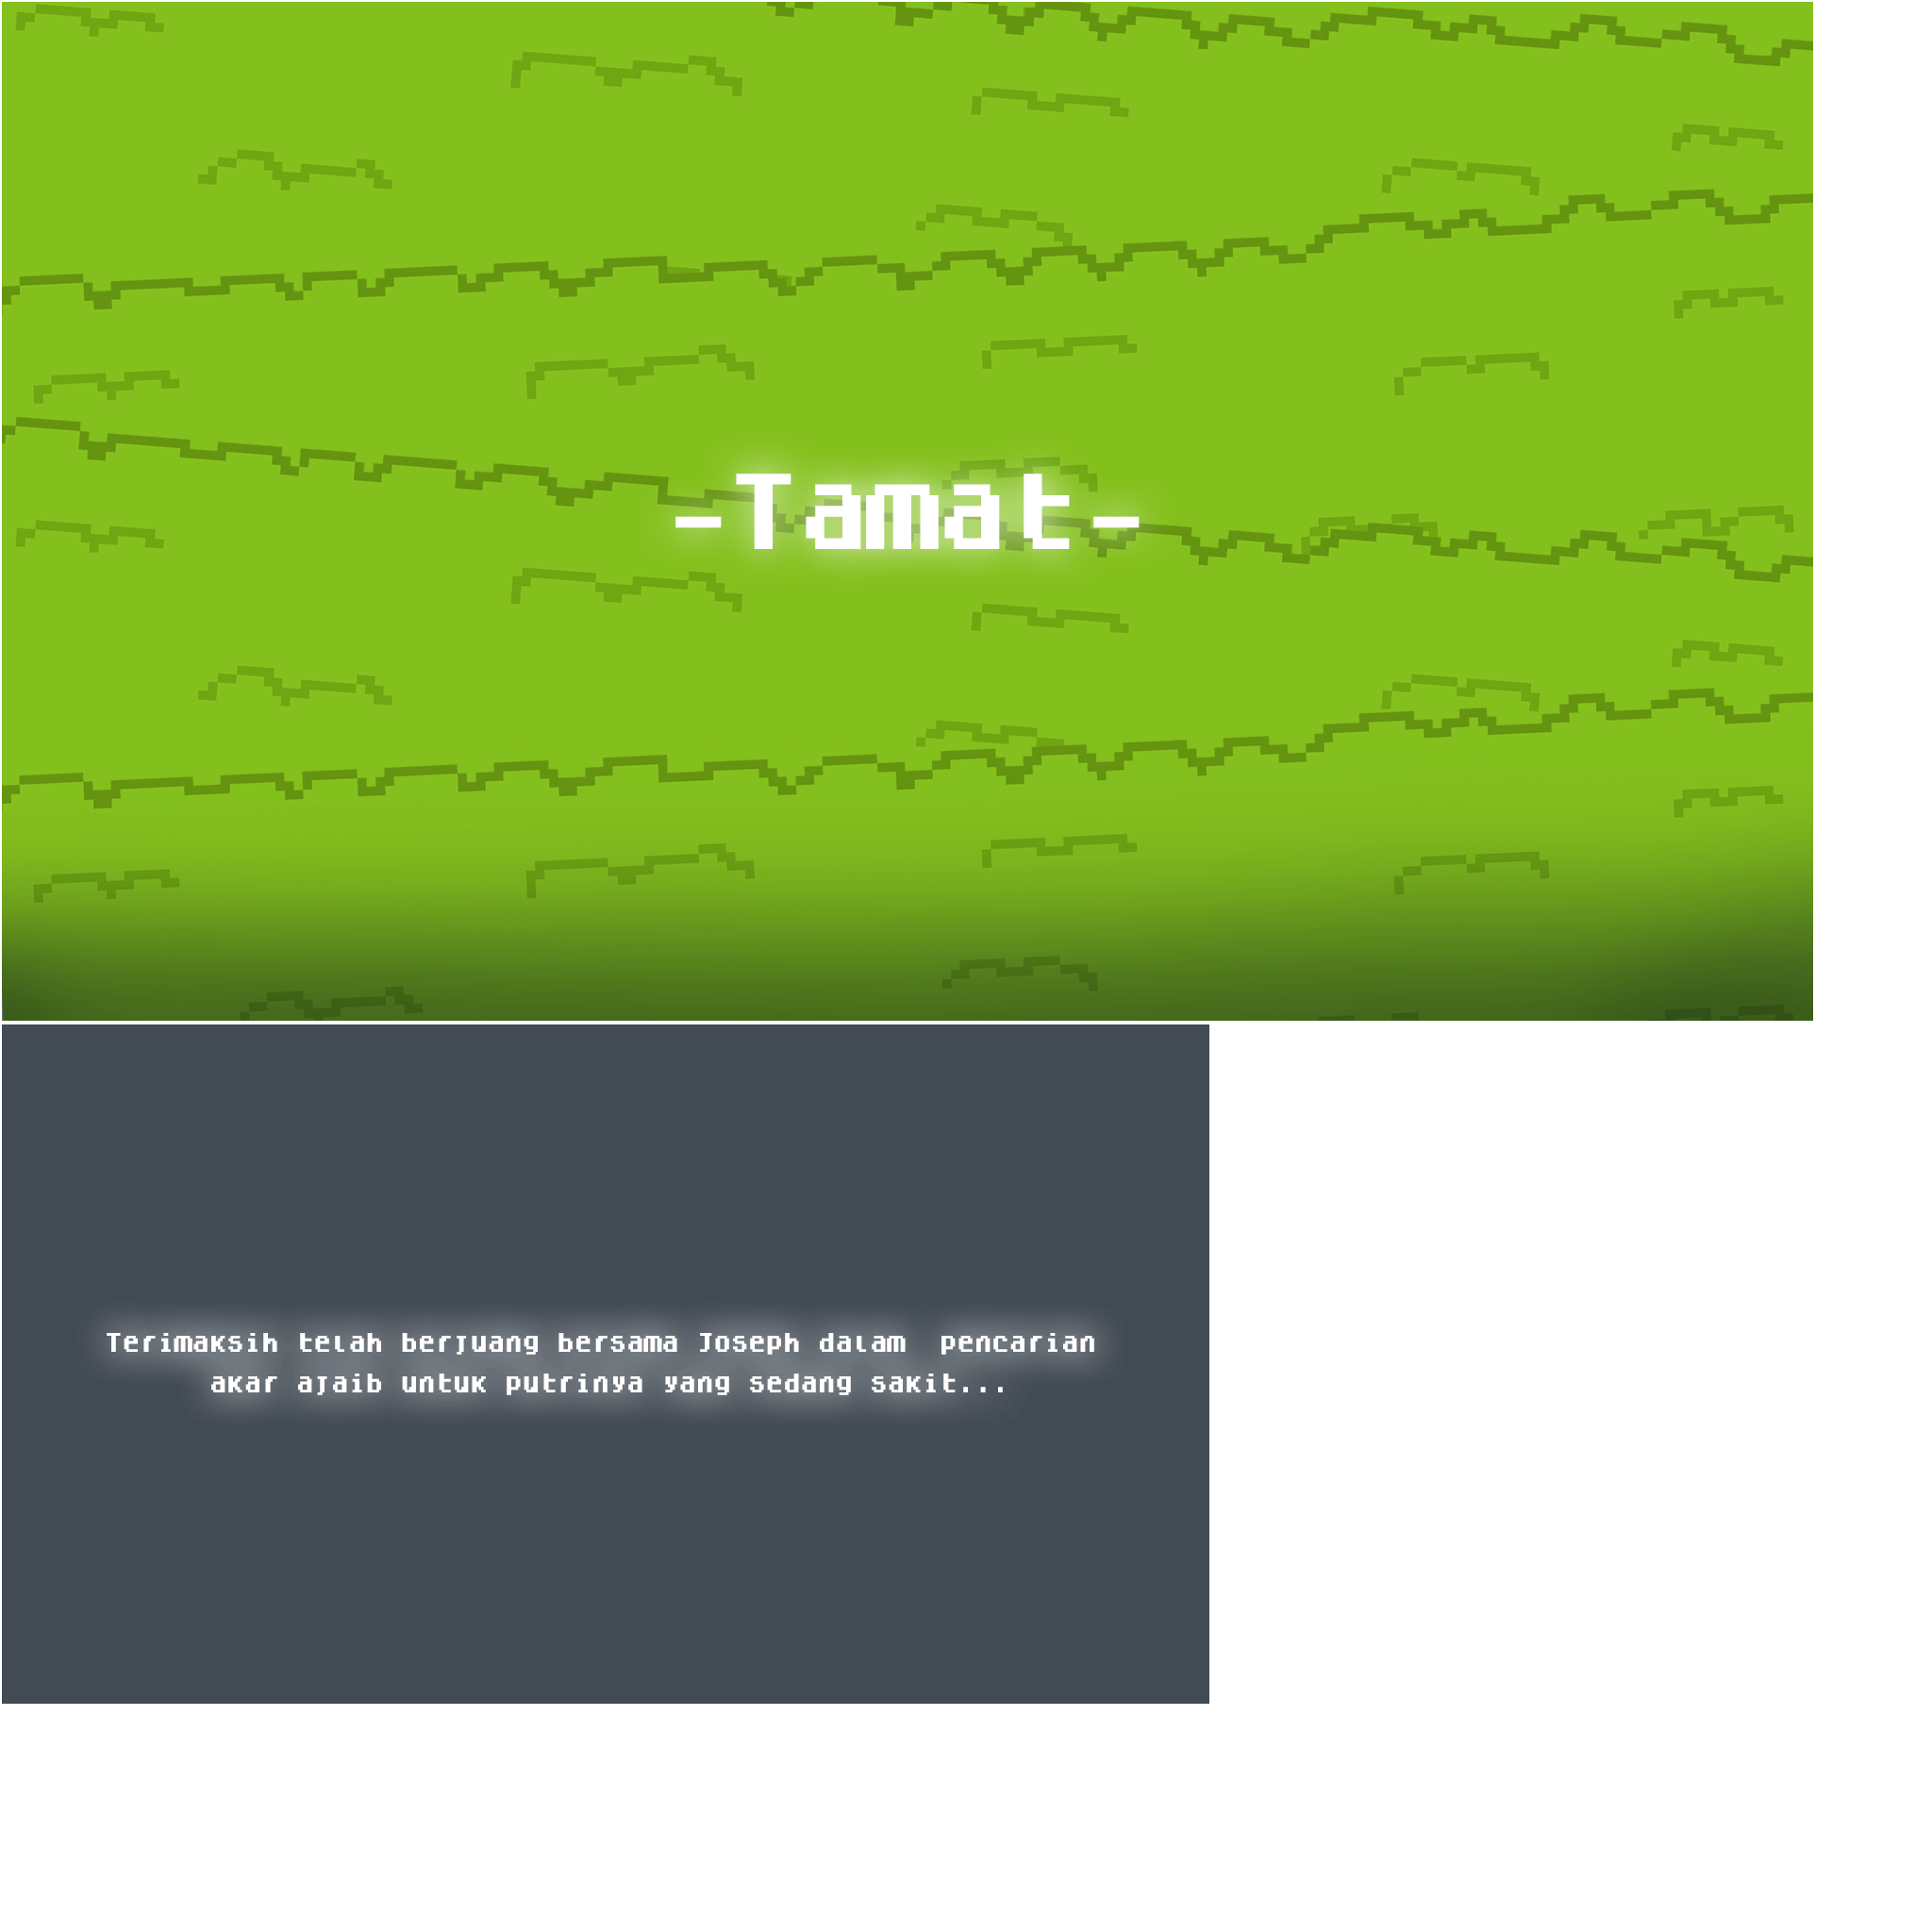 -Tamat-
Terimaksih telah berjuang bersama Joseph dalam  pencarian
akar ajaib untuk putrinya yang sedang sakit...